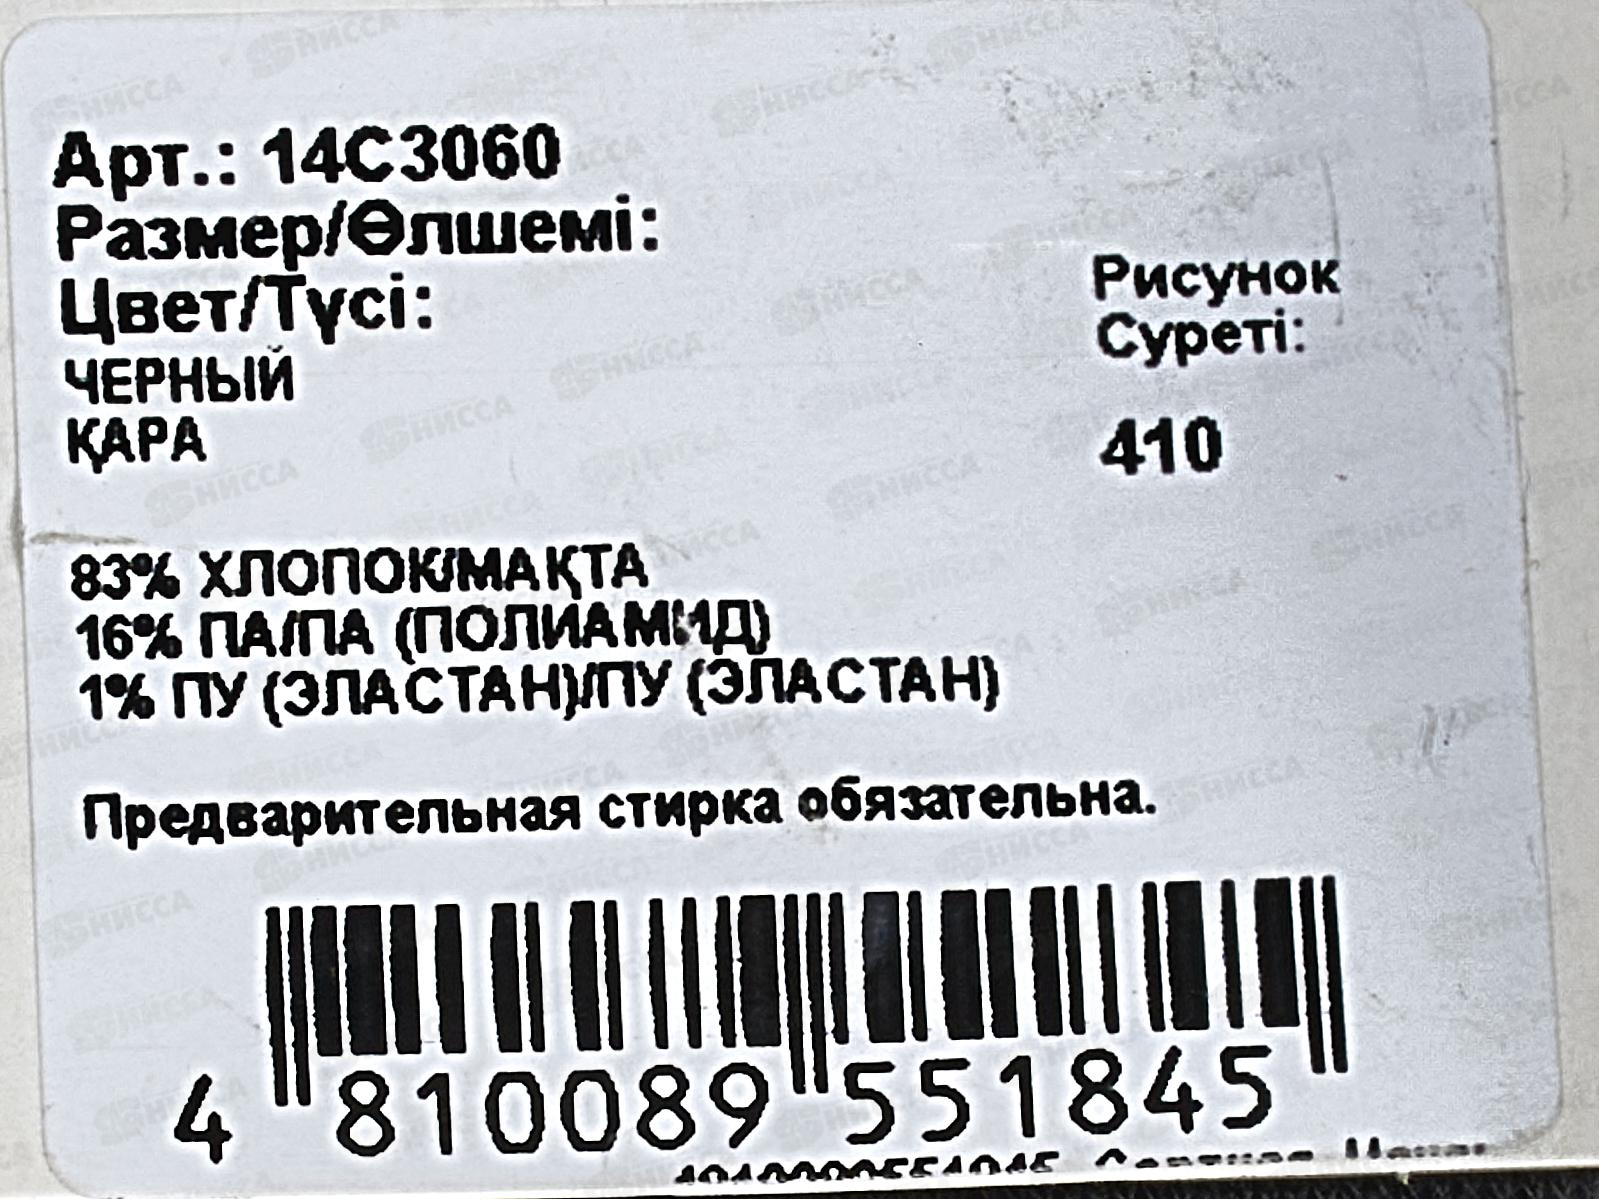 Арт.: 14С3060
Размер/Өлшемі:
Цвет/Түсі:
ЧЕРНЫЙ
ҚАРА
Рисунок
Суреті:
410
83% ХЛОПОК/МАҚТА
16% ПА/ПА (ПОЛИАМИД)
1% ПУ (ЭЛАСТАН)/ПУ (ЭЛАСТАН)
Предварительная стирка обязательна.
4 810089 551845
НИССА